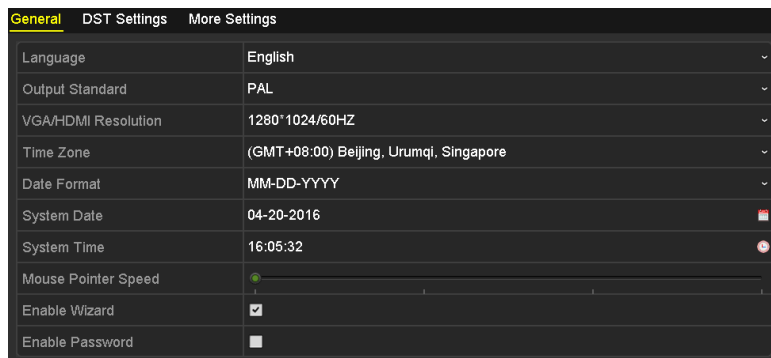 General DST Settings More Settings
Language English
Output Standard PAL
VGA/HDMI Resolution 1280*1024/60HZ
Time Zone (GMT+08:00) Beijing, Urumqi, Singapore
Date Format MM-DD-YYYY
System Date 04-20-2016
System Time 16:05:32
Mouse Pointer Speed
Enable Wizard
Enable Password